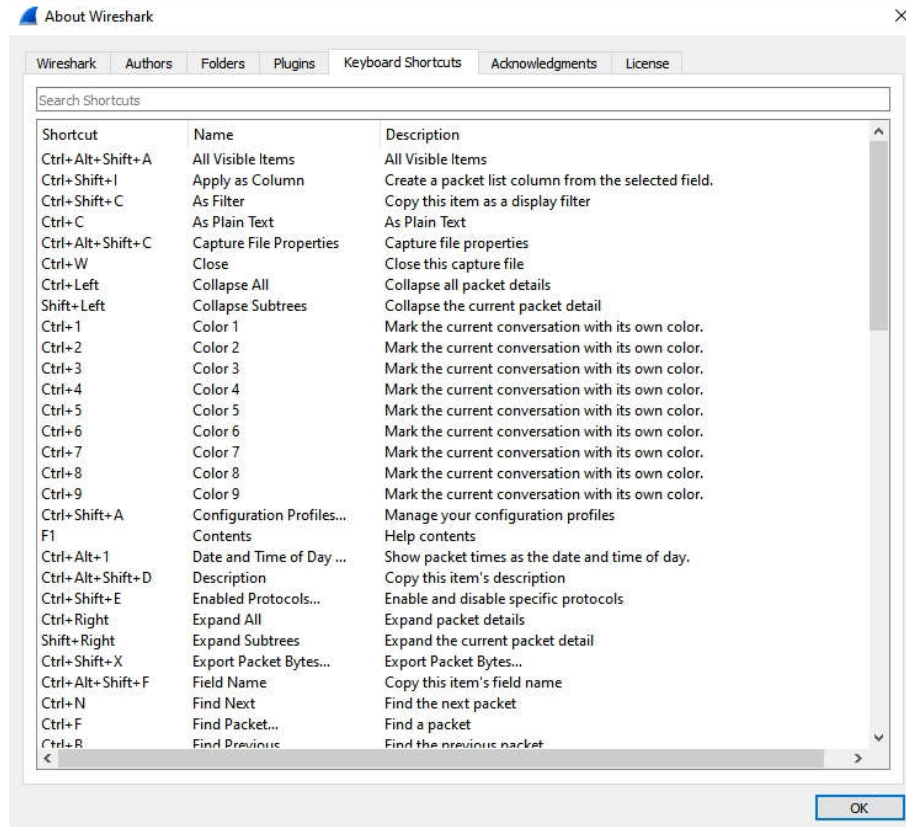 About Wireshark
Wireshark Authors Folders Plugins Keyboard Shortcuts Acknowledgments License
Search Shortcuts
Shortcut Name Description
Ctrl+Alt+Shift+A All Visible Items All Visible Items
Ctrl+Shift+I Apply as Column Create a packet list column from the selected field.
Ctrl+Shift+C As Filter Copy this item as a display filter
Ctrl+C As Plain Text As Plain Text
Ctrl+Alt+Shift+C Capture File Properties Capture file properties
Ctrl+W Close Close this capture file
Ctrl+Left Collapse All Collapse all packet details
Shift+Left Collapse Subtrees Collapse the current packet detail
Ctrl+1 Color 1 Mark the current conversation with its own color.
Ctrl+2 Color 2 Mark the current conversation with its own color.
Ctrl+3 Color 3 Mark the current conversation with its own color.
Ctrl+4 Color 4 Mark the current conversation with its own color.
Ctrl+5 Color 5 Mark the current conversation with its own color.
Ctrl+6 Color 6 Mark the current conversation with its own color.
Ctrl+7 Color 7 Mark the current conversation with its own color.
Ctrl+8 Color 8 Mark the current conversation with its own color.
Ctrl+9 Color 9 Mark the current conversation with its own color.
Ctrl+Shift+A Configuration Profiles... Manage your configuration profiles
F1 Contents Help contents
Ctrl+Alt+1 Date and Time of Day ... Show packet times as the date and time of day.
Ctrl+Alt+Shift+D Description Copy this item's description
Ctrl+Shift+E Enabled Protocols... Enable and disable specific protocols
Ctrl+Right Expand All Expand packet details
Shift+Right Expand Subtrees Expand the current packet detail
Ctrl+Shift+X Export Packet Bytes... Export Packet Bytes...
Ctrl+Alt+Shift+F Field Name Copy this item's field name
Ctrl+N Find Next Find the next packet
Ctrl+F Find Packet... Find a packet
Ctrl+B Find Previous Find the previous packet
OK